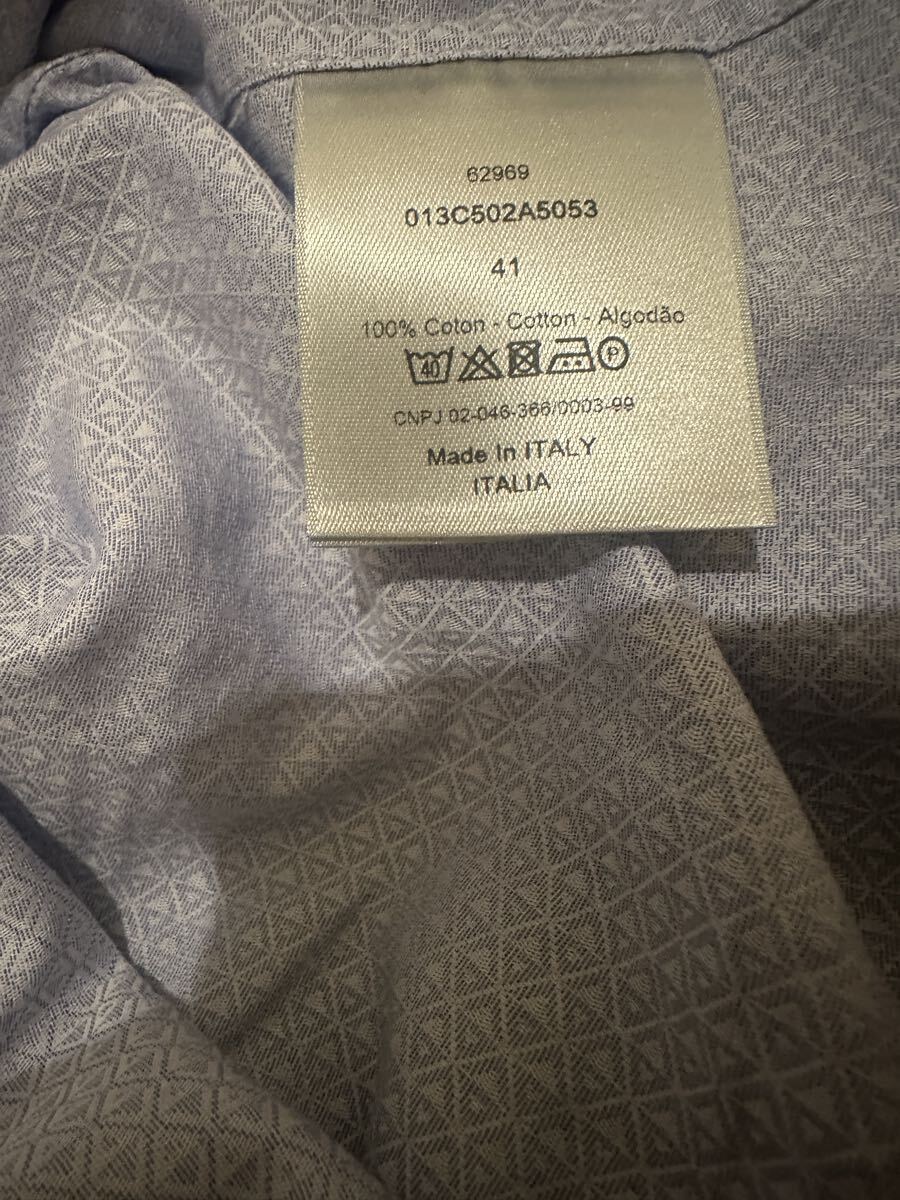 62969
013C502A5053
41
100% Coton - Cotton - Algodão
40 P
CNPJ 02-046-366/0003-99
Made In ITALY
ITALIA